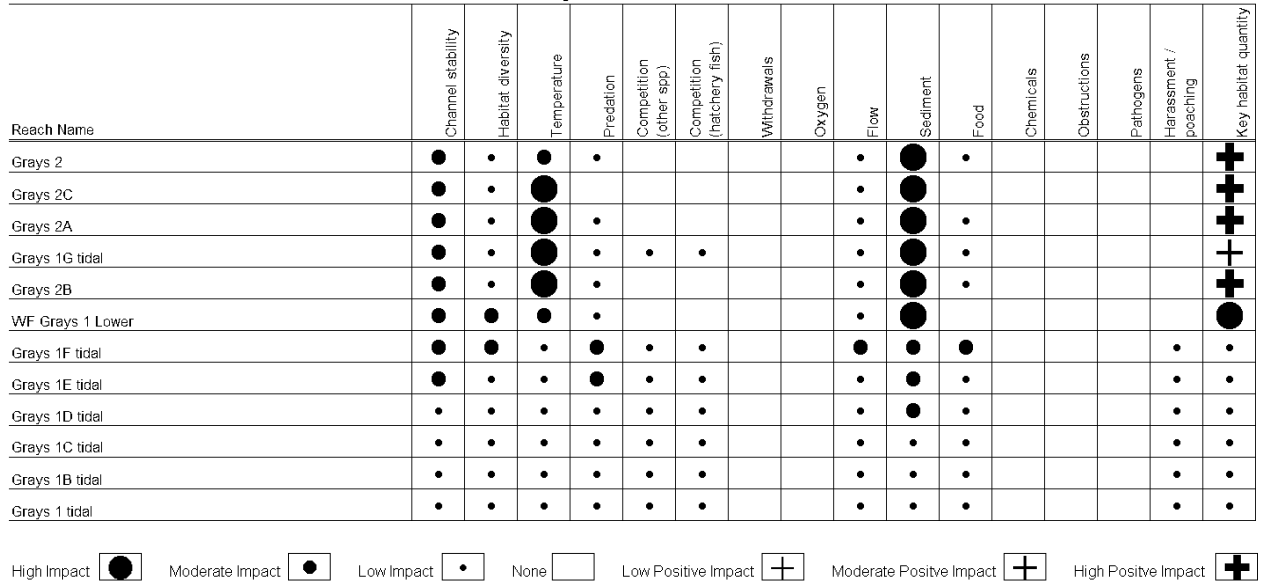 Reach Name
Channel stability
Habitat diversity
Temperature
Predation
Competition
(other spp)
Competition
(hatchery fish)
Withdrawals
Oxygen
Flow
Sediment
Food
Chemicals
Obstructions
Pathogens
Harassment /
poaching
Key habitat quantity
Grays 2
Grays 2C
Grays 2A
Grays 1G tidal
Grays 2B
WF Grays 1 Lower
Grays 1F tidal
Grays 1E tidal
Grays 1D tidal
Grays 1C tidal
Grays 1B tidal
Grays 1 tidal
High Impact Moderate Impact Low Impact None Low Positive Impact Moderate Positve Impact High Positve Impact